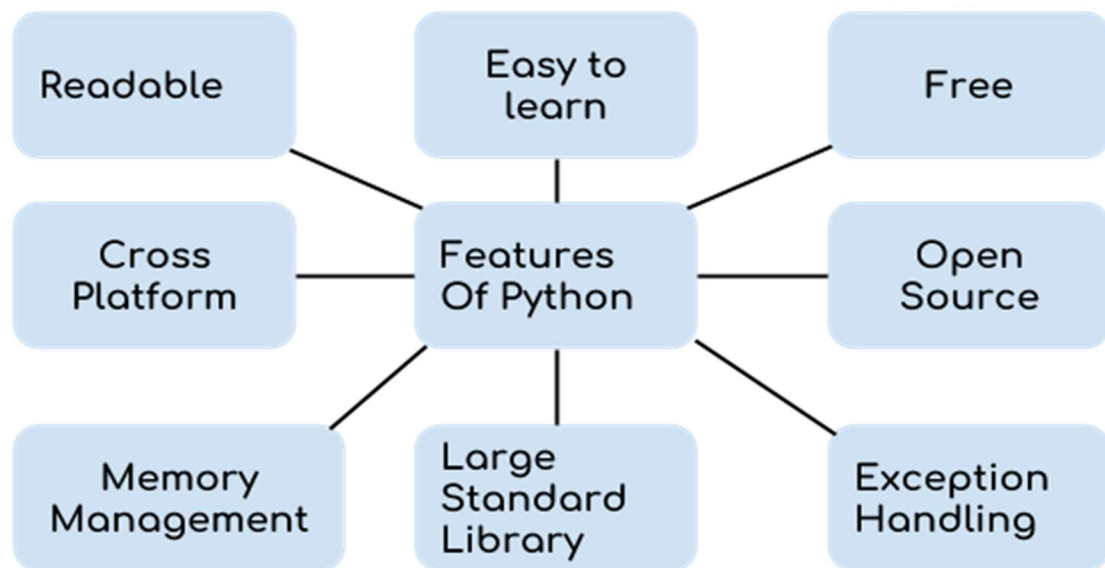 Readable
Easy to
learn
Free
Cross
Platform
Features
Of Python
Open
Source
Memory
Management
Large
Standard
Library
Exception
Handling